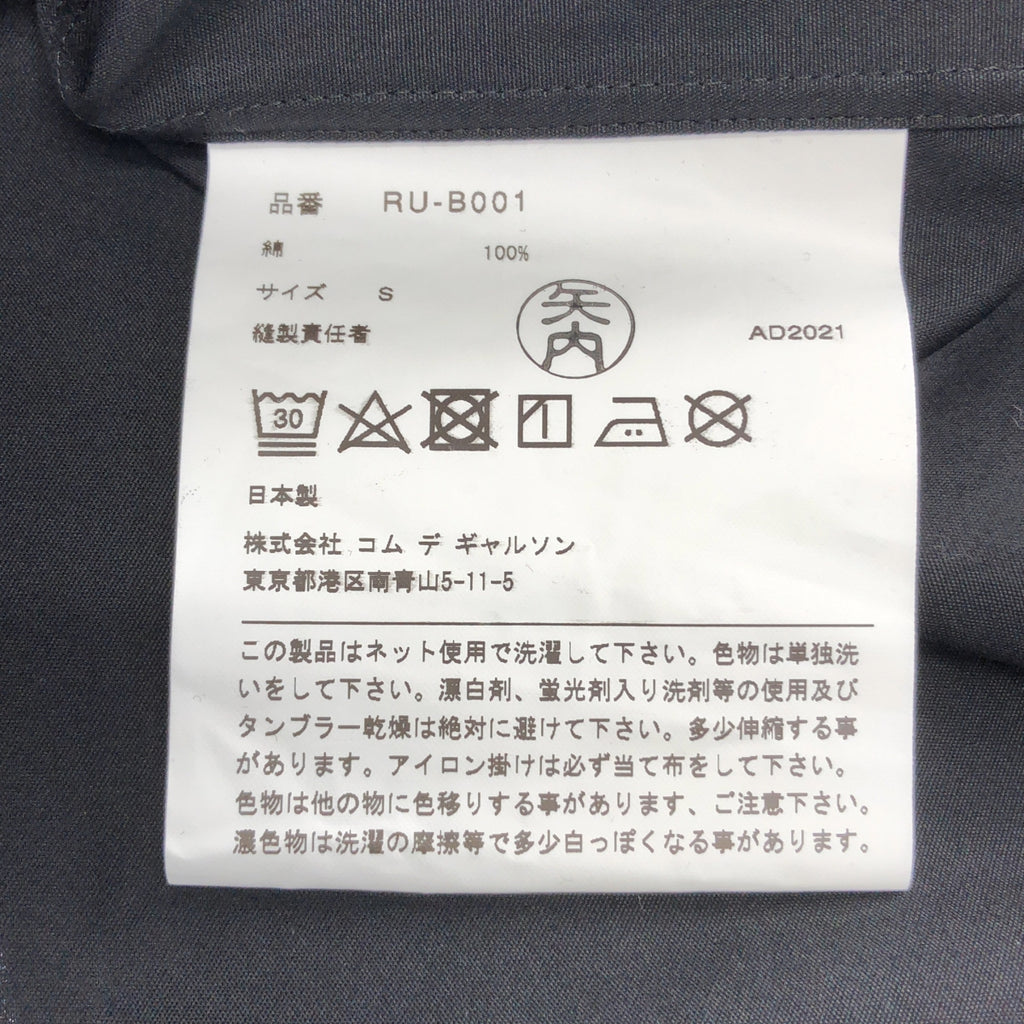 品番 RU-B001
綿 100%
サイズ S
縫製責任者 矢内 AD2021
30
日本製
株式会社 コム デ ギャルソン
東京都港区南青山5-11-5
この製品はネット使用で洗濯して下さい。色物は単独洗
いをして下さい。漂白剤、蛍光剤入り洗剤等の使用及び
タンブラー乾燥は絶対に避けて下さい。多少伸縮する事
があります。アイロン掛けは必ず当て布をして下さい。
色物は他の物に色移りする事があります、ご注意下さい。
濃色物は洗濯の摩擦等で多少白っぽくなる事があります。